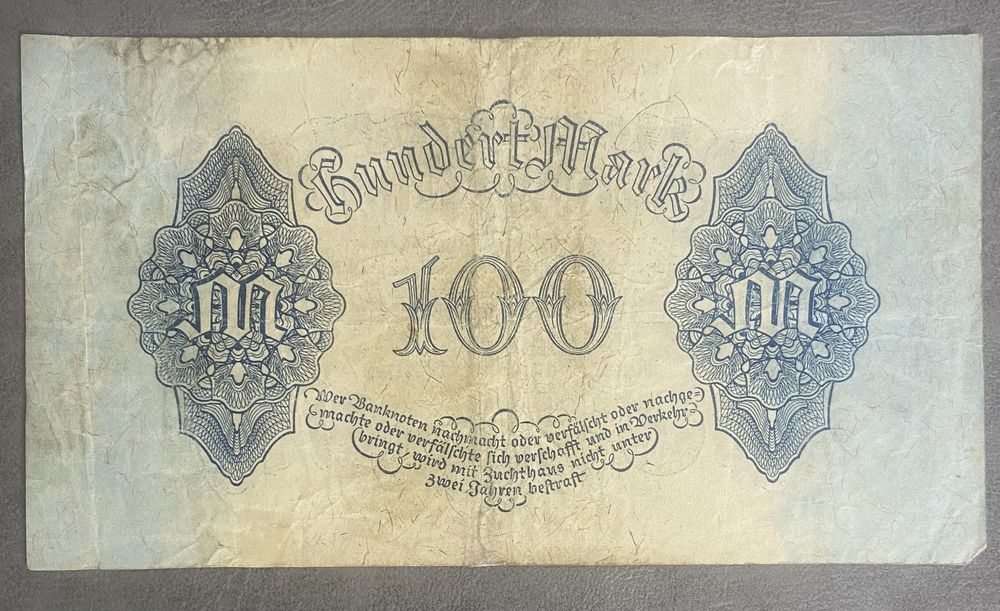 Hundert Mark
M
100
M
Wer Banknoten nachmacht oder verfälscht oder nachge=
machte oder verfälschte sich verschafft und in Verkehr
bringt, wird mit Zuchthaus nicht unter
zwei Jahren bestraft